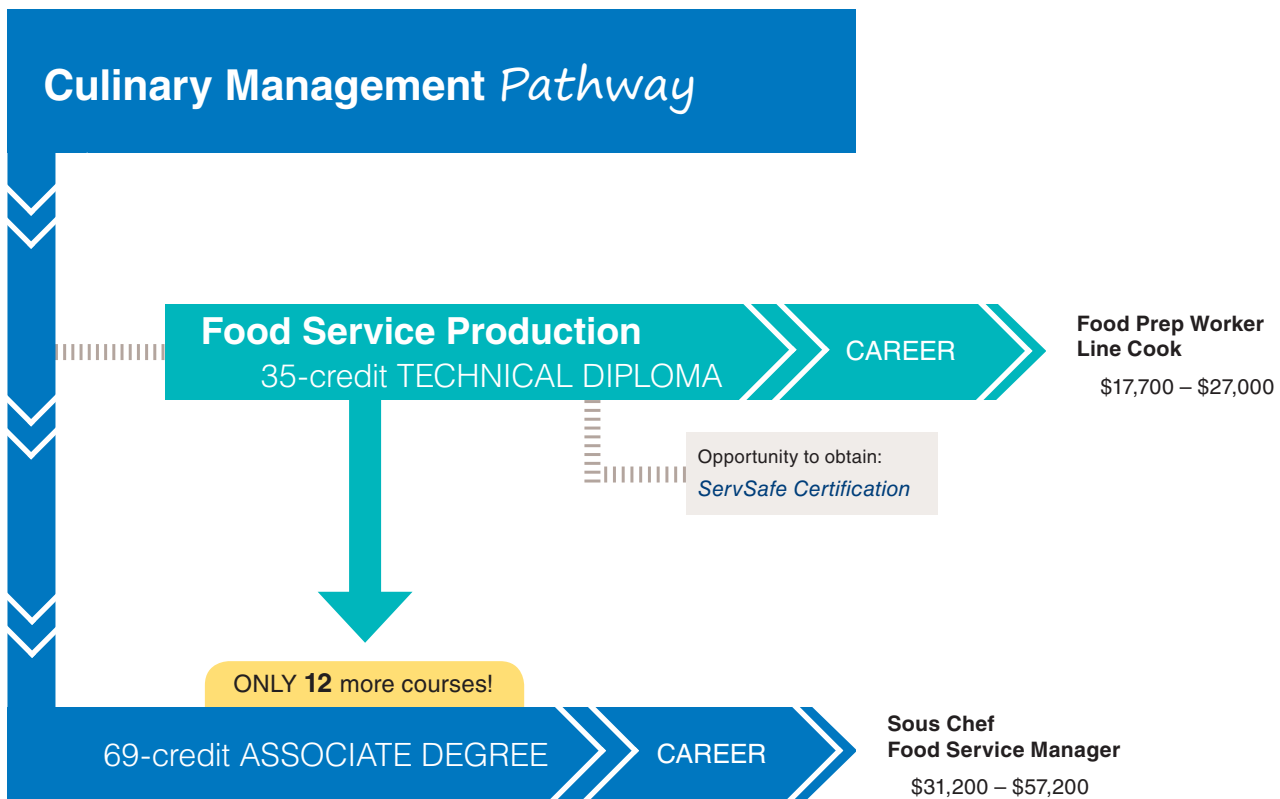 Culinary Management Pathway
Food Service Production
35-credit TECHNICAL DIPLOMA
CAREER
Food Prep Worker
Line Cook
$17,700 – $27,000
Opportunity to obtain:
ServSafe Certification
ONLY 12 more courses!
69-credit ASSOCIATE DEGREE
CAREER
Sous Chef
Food Service Manager
$31,200 – $57,200